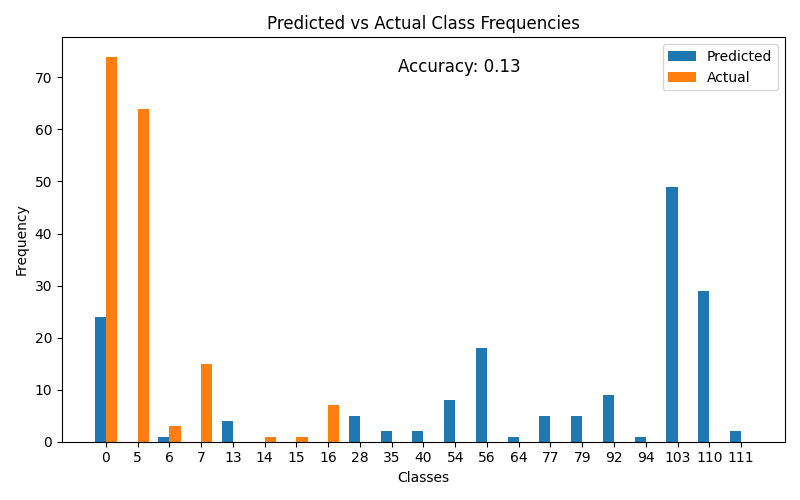 Predicted vs Actual Class Frequencies
Accuracy: 0.13
Predicted
Actual
Frequency
70
60
50
40
30
20
10
0
0 5 6 7 13 14 15 16 28 35 40 54 56 64 77 79 92 94 103 110 111
Classes